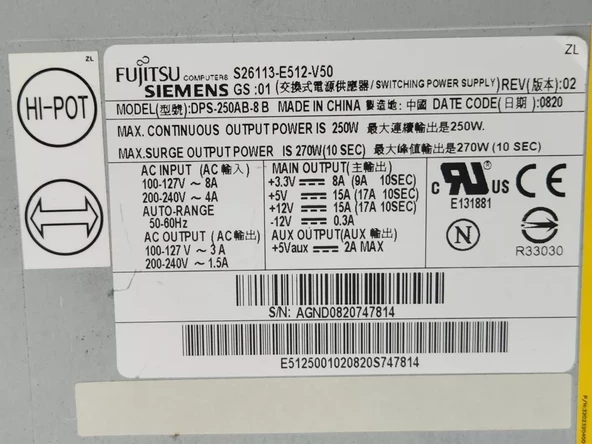 ZL
ZL
HI-POT
FUJITSU COMPUTERS S26113-E512-V50
SIEMENS GS :01 (交換式電源供應器/SWITCHING POWER SUPPLY) REV(版本):02
MODEL(型號):DPS-250AB-8 B MADE IN CHINA 製造地: 中國 DATE CODE(日期):0820
MAX. CONTINUOUS OUTPUT POWER IS 250W. 最大連續輸出是250W.
MAX.SURGE OUTPUT POWER IS 270W(10 SEC) 最大峰值輸出是270W (10 SEC)
AC INPUT (AC 輸入)
100-127V ~ 8A
200-240V ~ 4A
AUTO-RANGE
50-60Hz
AC OUTPUT (AC 輸出)
100-127 V ~ 3 A
200-240V ~ 1.5A
MAIN OUTPUT(主輸出)
+3.3V 8A (9A 10SEC)
+5V 15A (17A 10SEC)
+12V 15A (17A 10SEC)
-12V 0.3A
AUX OUTPUT(AUX 輸出)
+5Vaux 2A MAX
c RU US CE
E131881
N
R33030
S/N: AGND0820747814
E5125001020820S747814